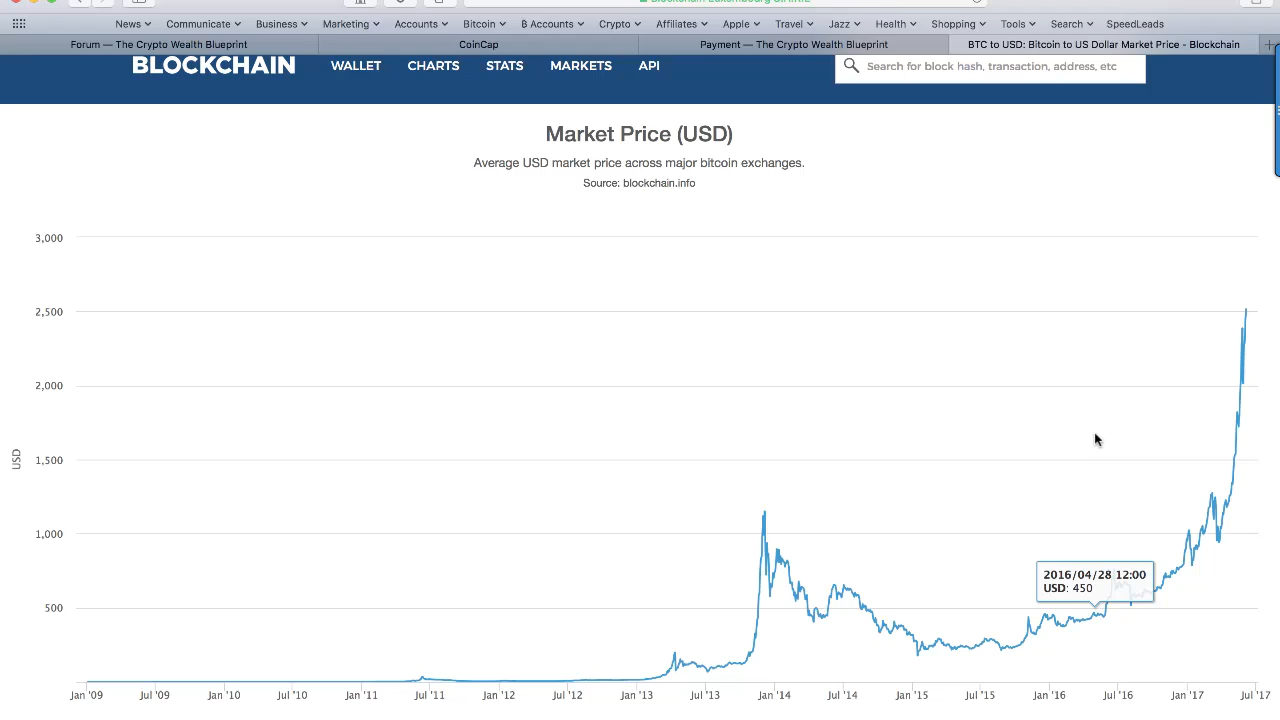 News Communicate Business Marketing Accounts Bitcoin ₿ Accounts Crypto Affiliates Apple Travel Jazz Health Shopping Tools Search SpeedLeads
Forum — The Crypto Wealth Blueprint CoinCap Payment — The Crypto Wealth Blueprint BTC to USD: Bitcoin to US Dollar Market Price - Blockchain
BLOCKCHAIN WALLET CHARTS STATS MARKETS API Search for block hash, transaction, address, etc
Market Price (USD)
Average USD market price across major bitcoin exchanges.
Source: blockchain.info
3,000
2,500
2,000
1,500
1,000
500
USD
2016/04/28 12:00
USD: 450
Jan '09 Jul '09 Jan '10 Jul '10 Jan '11 Jul '11 Jan '12 Jul '12 Jan '13 Jul '13 Jan '14 Jul '14 Jan '15 Jul '15 Jan '16 Jul '16 Jan '17 Jul '17